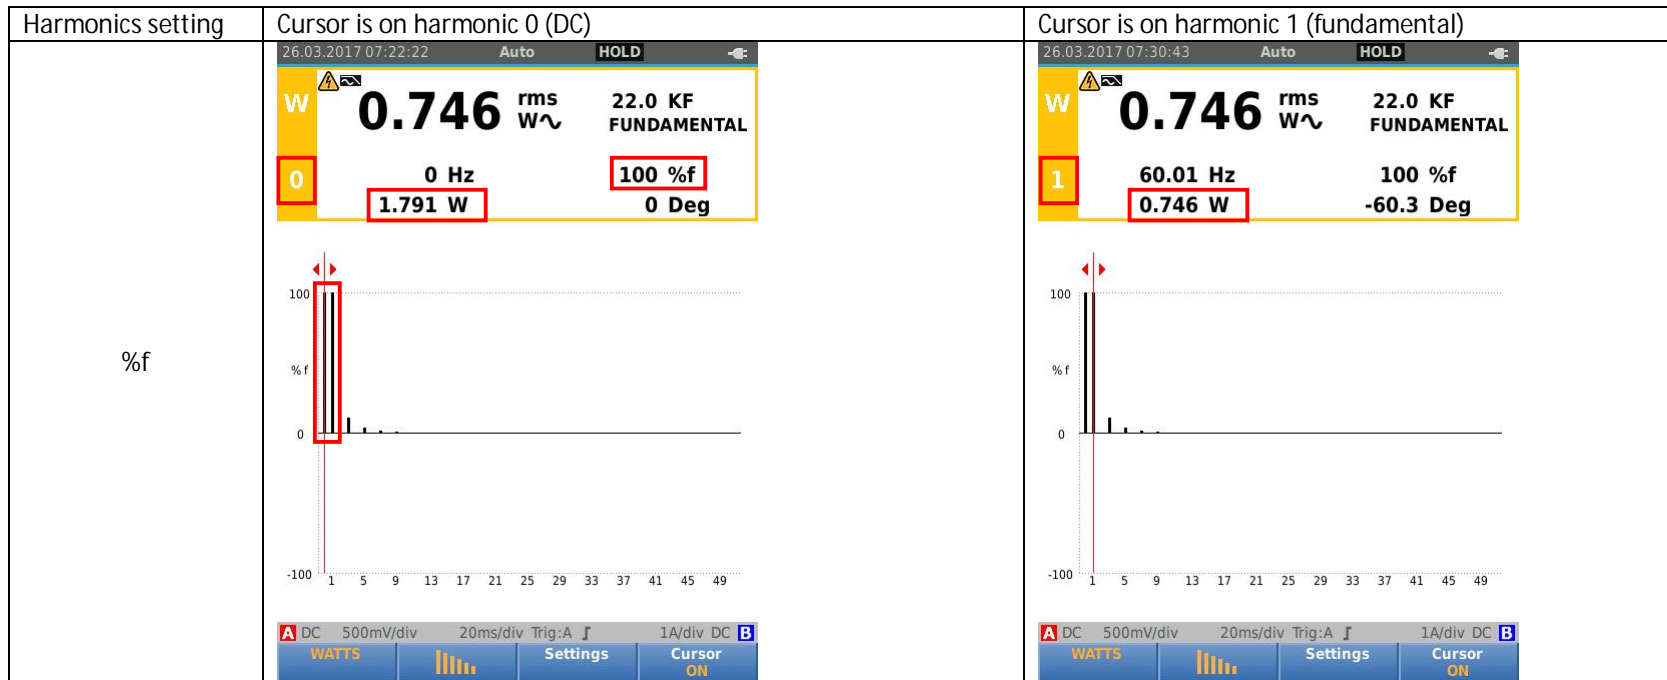 Harmonics setting
Cursor is on harmonic 0 (DC)
Cursor is on harmonic 1 (fundamental)
%f
26.03.2017 07:22:22 Auto HOLD
W 0.746 rms W∿ 22.0 KF
FUNDAMENTAL
0 0 Hz 100 %f
1.791 W 0 Deg
100
% f
0
-100
1 5 9 13 17 21 25 29 33 37 41 45 49
A DC 500mV/div 20ms/div Trig:A ʃ 1A/div DC B
WATTS Settings Cursor
ON
26.03.2017 07:30:43 Auto HOLD
W 0.746 rms W∿ 22.0 KF
FUNDAMENTAL
1 60.01 Hz 100 %f
0.746 W -60.3 Deg
100
% f
0
-100
1 5 9 13 17 21 25 29 33 37 41 45 49
A DC 500mV/div 20ms/div Trig:A ʃ 1A/div DC B
WATTS Settings Cursor
ON